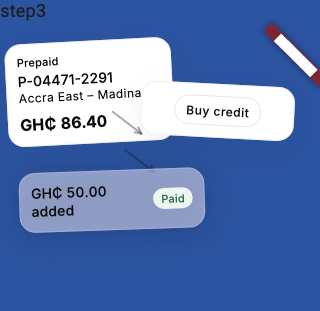 step3
Prepaid
P-04471-2291
Accra East – Madina
GH₵ 86.40
Buy credit
GH₵ 50.00
added
Paid